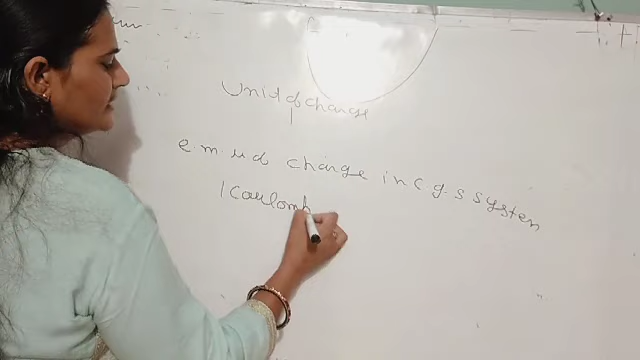 Unit of charge
e.m.u of charge in C.g.s system
1 Coulomb